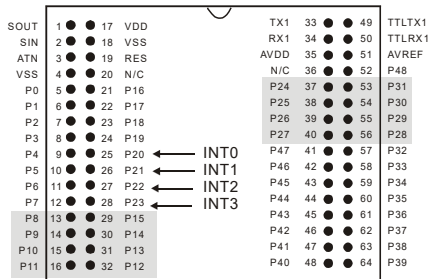 SOUT 1 17 VDD TX1 33 49 TTLTX1
SIN 2 18 VSS RX1 34 50 TTLRX1
ATN 3 19 RES AVDD 35 51 AVREF
VSS 4 20 N/C N/C 36 52 P48
P0 5 21 P16 P24 37 53 P31
P1 6 22 P17 P25 38 54 P30
P2 7 23 P18 P26 39 55 P29
P3 8 24 P19 P27 40 56 P28
P4 9 25 P20 INT0 P47 41 57 P32
P5 10 26 P21 INT1 P46 42 58 P33
P6 11 27 P22 INT2 P45 43 59 P34
P7 12 28 P23 INT3 P44 44 60 P35
P8 13 29 P15 P43 45 61 P36
P9 14 30 P14 P42 46 62 P37
P10 15 31 P13 P41 47 63 P38
P11 16 32 P12 P40 48 64 P39